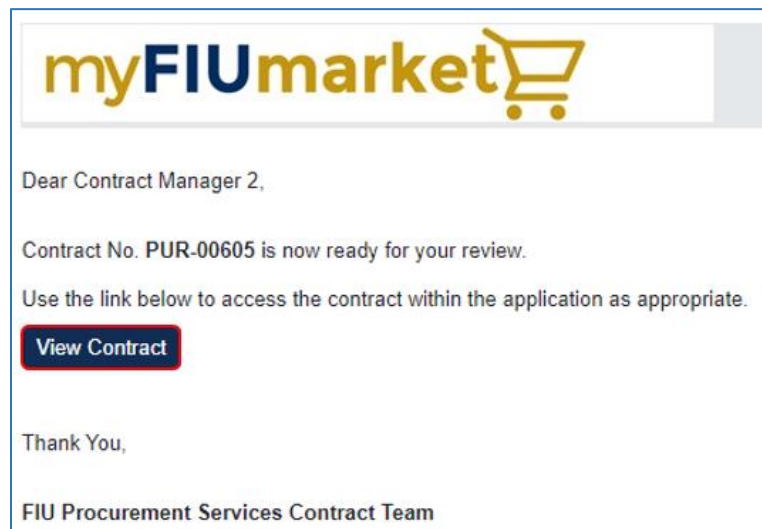 myFIUmarket
Dear Contract Manager 2,
Contract No. PUR-00605 is now ready for your review.
Use the link below to access the contract within the application as appropriate.
View Contract
Thank You,
FIU Procurement Services Contract Team